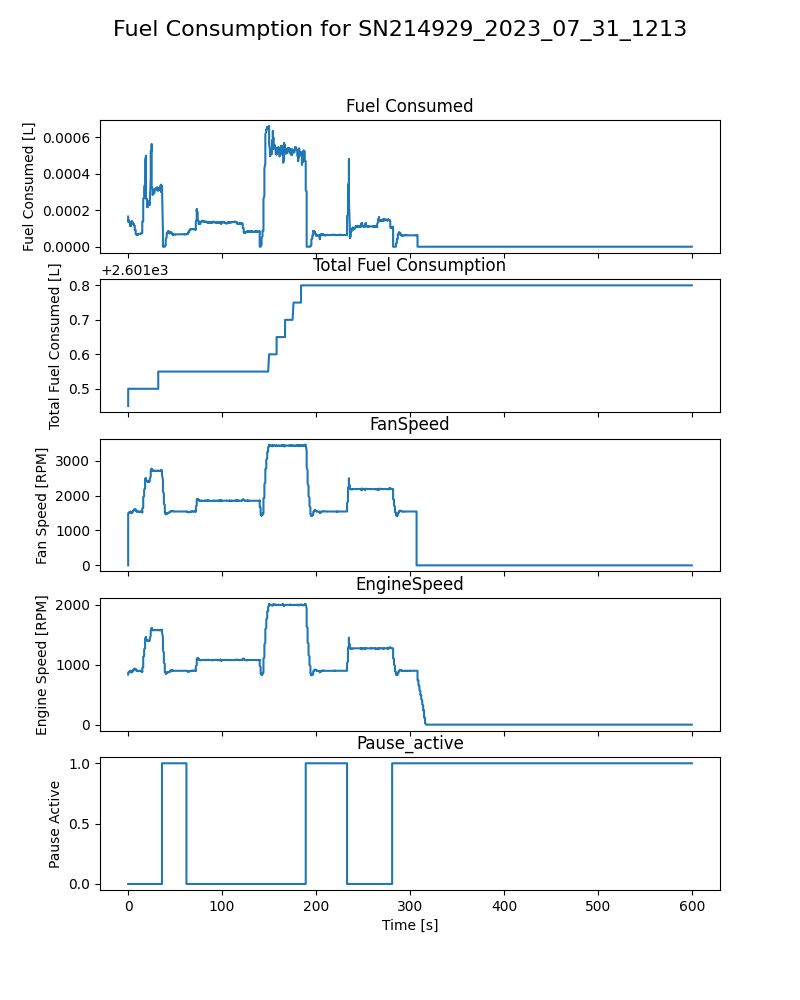 Fuel Consumption for SN214929_2023_07_31_1213
Fuel Consumed
Fuel Consumed [L]
0.0006
0.0004
0.0002
0.0000
Total Fuel Consumption
+2.601e3
Total Fuel Consumed [L]
0.8
0.7
0.6
0.5
FanSpeed
Fan Speed [RPM]
3000
2000
1000
0
EngineSpeed
Engine Speed [RPM]
2000
1000
0
Pause_active
Pause Active
1.0
0.5
0.0
0 100 200 300 400 500 600
Time [s]